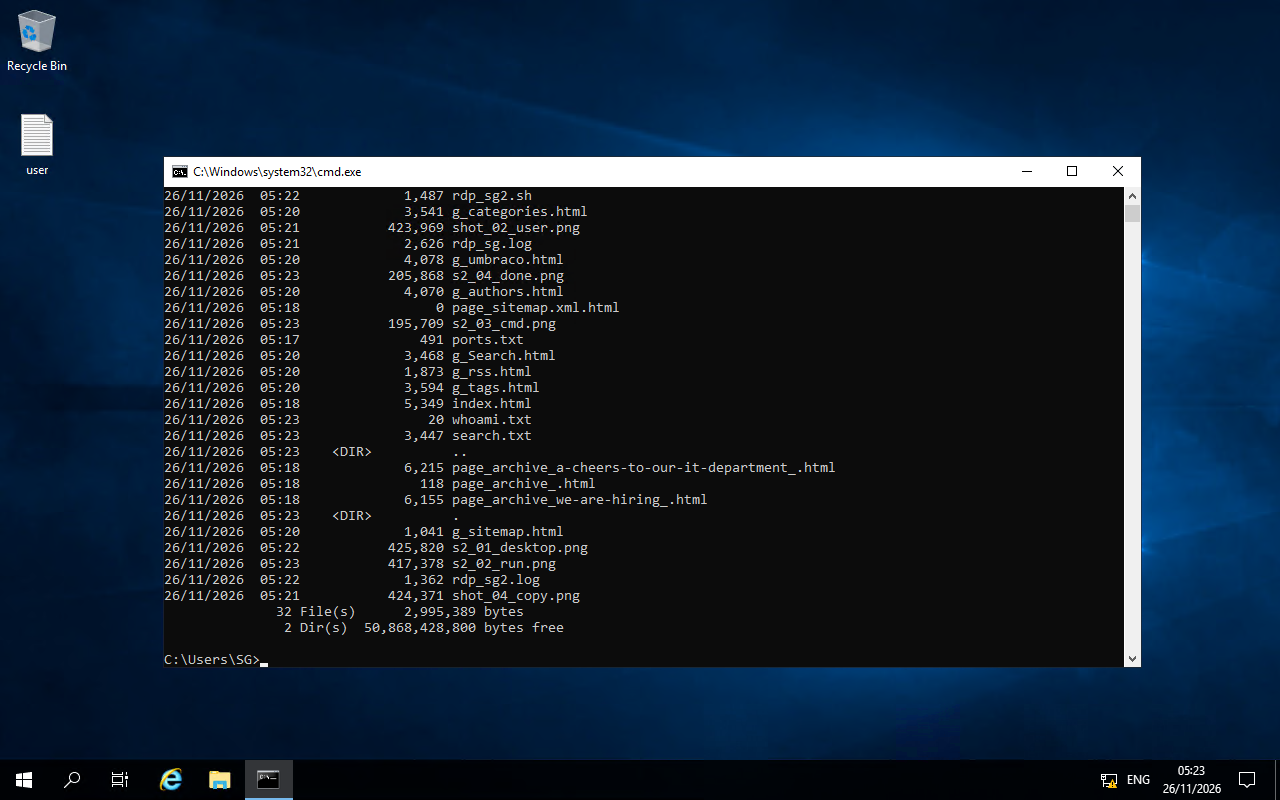 Recycle Bin
user
C:\Windows\system32\cmd.exe
26/11/2026  05:22             1,487 rdp_sg2.sh
26/11/2026  05:20             3,541 g_categories.html
26/11/2026  05:21           423,969 shot_02_user.png
26/11/2026  05:21             2,626 rdp_sg.log
26/11/2026  05:20             4,078 g_umbraco.html
26/11/2026  05:23           205,868 s2_04_done.png
26/11/2026  05:20             4,070 g_authors.html
26/11/2026  05:18                 0 page_sitemap.xml.html
26/11/2026  05:23           195,709 s2_03_cmd.png
26/11/2026  05:17               491 ports.txt
26/11/2026  05:20             3,468 g_Search.html
26/11/2026  05:20             1,873 g_rss.html
26/11/2026  05:20             3,594 g_tags.html
26/11/2026  05:18             5,349 index.html
26/11/2026  05:23                20 whoami.txt
26/11/2026  05:23             3,447 search.txt
26/11/2026  05:23    <DIR>          ..
26/11/2026  05:18             6,215 page_archive_a-cheers-to-our-it-department_.html
26/11/2026  05:18               118 page_archive_.html
26/11/2026  05:18             6,155 page_archive_we-are-hiring_.html
26/11/2026  05:23    <DIR>          .
26/11/2026  05:20             1,041 g_sitemap.html
26/11/2026  05:22           425,820 s2_01_desktop.png
26/11/2026  05:23           417,378 s2_02_run.png
26/11/2026  05:22             1,362 rdp_sg2.log
26/11/2026  05:21           424,371 shot_04_copy.png
32 File(s)      2,995,389 bytes
2 Dir(s)  50,868,428,800 bytes free
C:\Users\SG>
ENG
05:23
26/11/2026